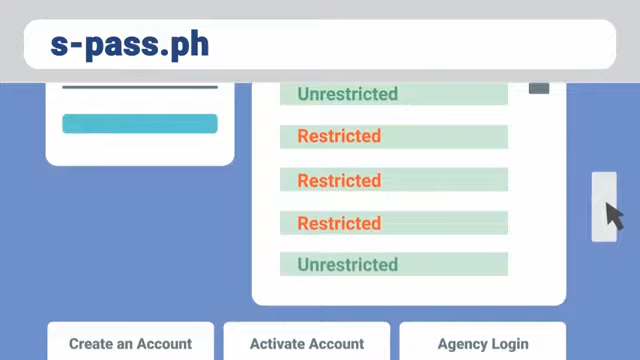 s-pass.ph
Unrestricted
Restricted
Restricted
Restricted
Unrestricted
Create an Account
Activate Account
Agency Login